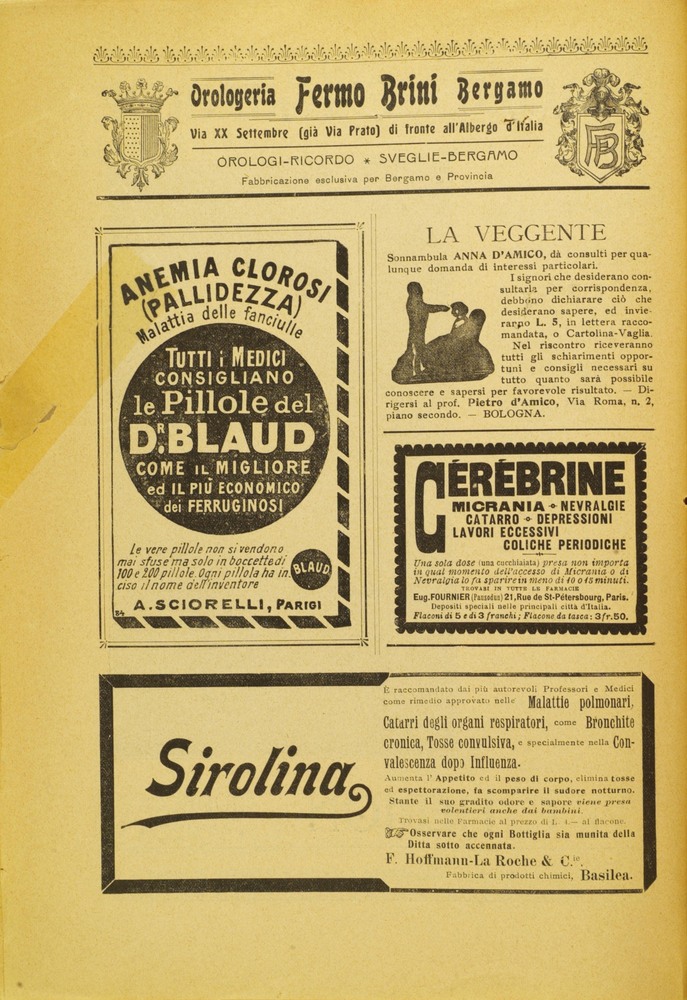 Orologeria Fermo Brini Bergamo
Via XX Settembre (già Via Prato) di fronte all'Albergo d'Italia
OROLOGI-RICORDO * SVEGLIE-BERGAMO
Fabbricazione esclusiva per Bergamo e Provincia
FB
ANEMIA CLOROSI
(PALLIDEZZA)
Malattia delle fanciulle
TUTTI i MEDICI
CONSIGLIANO
le Pillole del
DR. BLAUD
COME IL MIGLIORE
ed IL PIÙ ECONOMICO
dei FERRUGINOSI
Le vere pillole non si vendono
mai sfuse ma solo in boccette di
100 e 200 pillole. Ogni pillola ha in.
ciso il nome dell'inventore
BLAUD
A. SCIORELLI, PARIGI
84
LA VEGGENTE
Sonnambula ANNA D'AMICO, dà consulti per qua-
lunque domanda di interessi particolari.
I signori che desiderano con-
sultarla per corrispondenza,
debbono dichiarare ciò che
desiderano sapere, ed invie-
ranno L. 5, in lettera racco-
mandata, o Cartolina-Vaglia.
Nel riscontro riceveranno
tutti gli schiarimenti oppor-
tuni e consigli necessari su
tutto quanto sarà possibile
conoscere e sapersi per favorevole risultato. — Di-
rigersi al prof. Pietro d'Amico, Via Roma, n. 2,
piano secondo. — BOLOGNA.
CÉRÉBRINE
MICRANIA NEVRALGIE
CATARRO DEPRESSIONI
LAVORI ECCESSIVI
COLICHE PERIODICHE
Una sola dose (una cucchiaiata) presa non importa
in qual momento dell'accesso di Micrania o di
Nevralgia lo fa sparire in meno di 10 o 15 minuti.
TROVASI IN TUTTE LE FARMACIE
Eug. FOURNIER (Pausodun) 21, Rue de St-Pétersbourg, Paris.
Depositi speciali nelle principali città d'Italia.
Flaconi di 5 e di 3 franchi; Flacone da tasca: 3 fr. 50.
Sirolina
È raccomandato dai più autorevoli Professori e Medici
come rimedio approvato nelle Malattie polmonari,
Catarri degli organi respiratori, come Bronchite
cronica, Tosse convulsiva, e specialmente nella Con-
valescenza dopo Influenza.
Aumenta l'Appetito ed il peso di corpo, elimina tosse
ed espettorazione, fa scomparire il sudore notturno.
Stante il suo gradito odore e sapore viene presa
volentieri anche dai bambini.
Trovasi nelle Farmacie al prezzo di L. 4.— al flacone.
Osservare che ogni Bottiglia sia munita della
Ditta sotto accennata.
F. Hoffmann-La Roche & C.ie.
Fabbrica di prodotti chimici, Basilea.